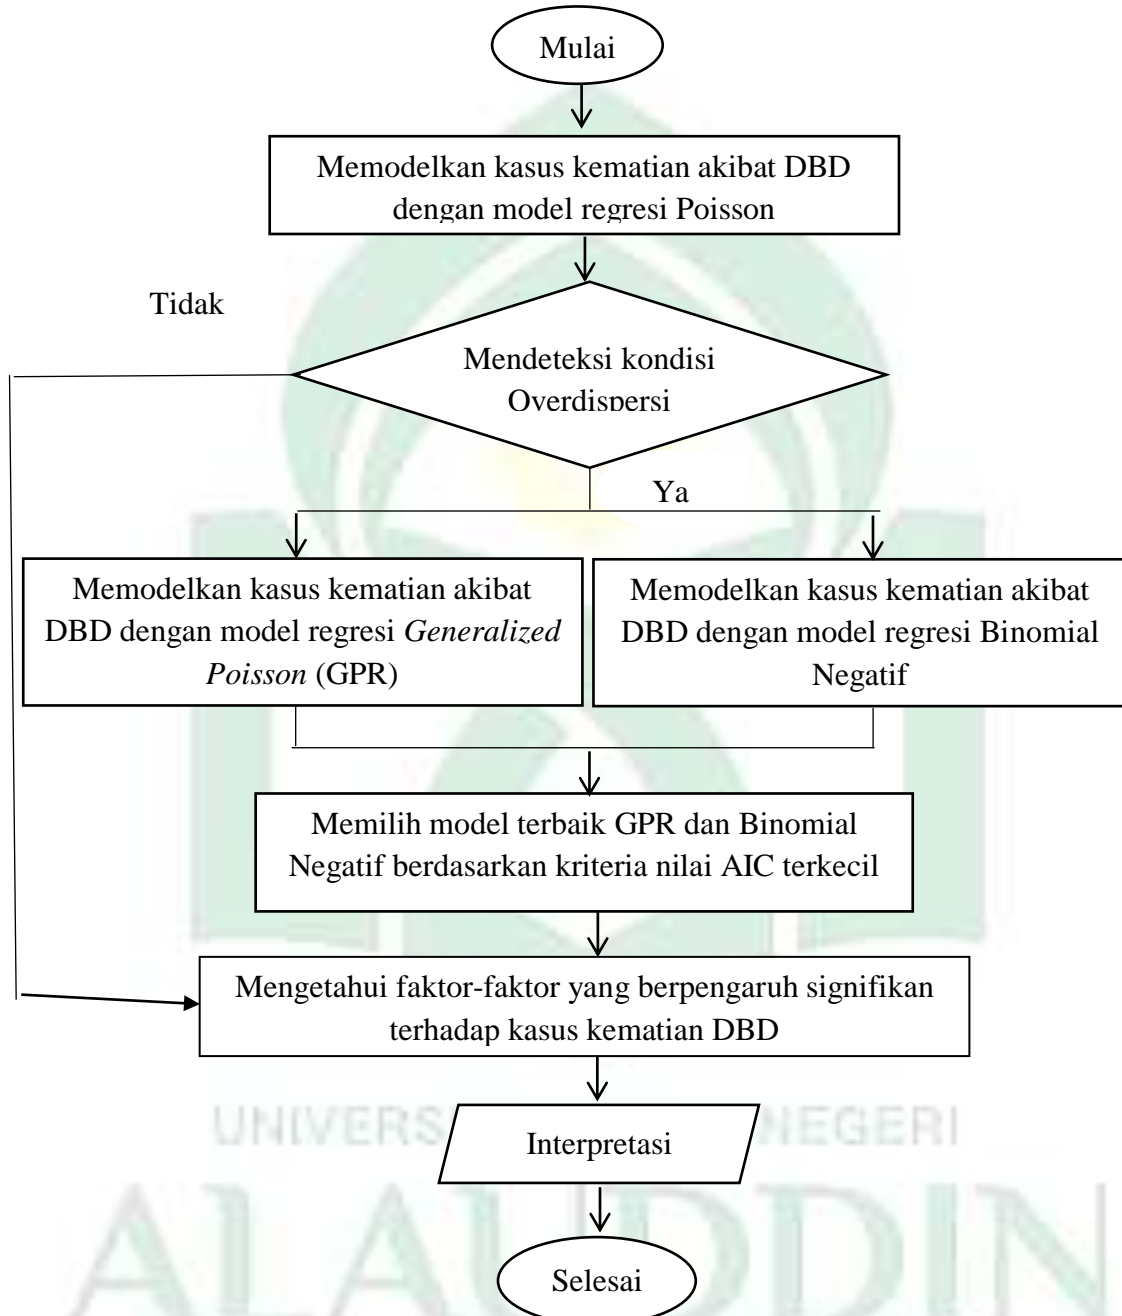 Mulai
Memodelkan kasus kematian akibat DBD
dengan model regresi Poisson
Tidak
Mendeteksi kondisi
Overdispersi
Ya
Memodelkan kasus kematian akibat
DBD dengan model regresi Generalized
Poisson (GPR)
Memodelkan kasus kematian akibat
DBD dengan model regresi Binomial
Negatif
Memilih model terbaik GPR dan Binomial
Negatif berdasarkan kriteria nilai AIC terkecil
Mengetahui faktor-faktor yang berpengaruh signifikan
terhadap kasus kematian DBD
UNIVERS NEGERI
Interpretasi
ALAUDDIN
Selesai